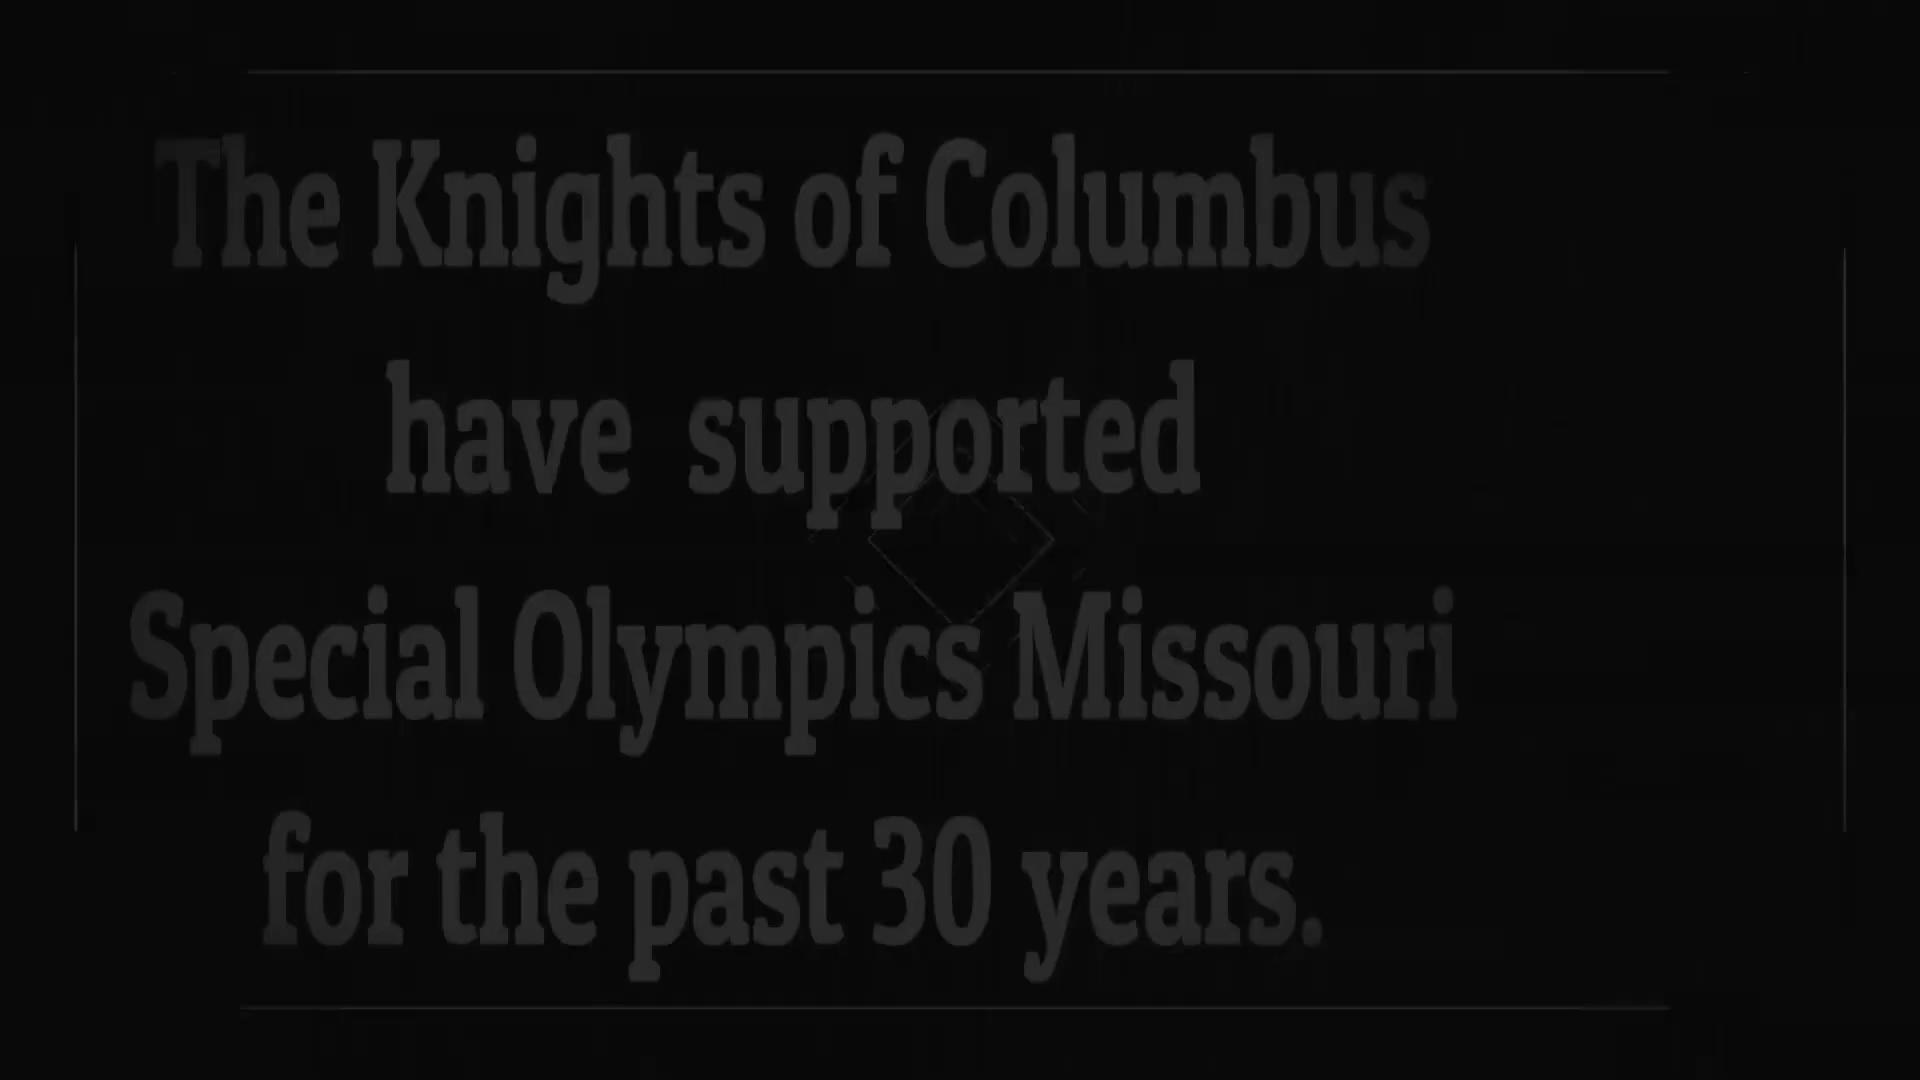 The Knights of Columbus
have supported
Special Olympics Missouri
for the past 30 years.